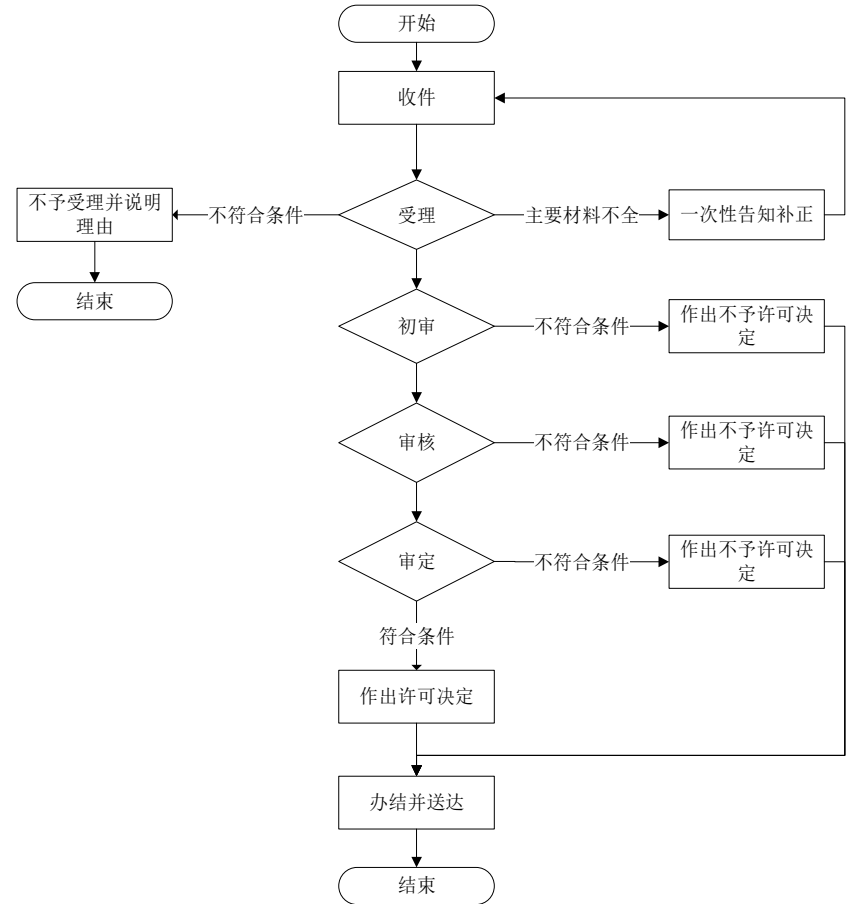 开始
收件
不予受理并说明
理由
不符合条件
受理
主要材料不全
一次性告知补正
结束
初审
不符合条件
作出不予许可决
定
审核
不符合条件
作出不予许可决
定
审定
不符合条件
作出不予许可决
定
符合条件
作出许可决定
办结并送达
结束